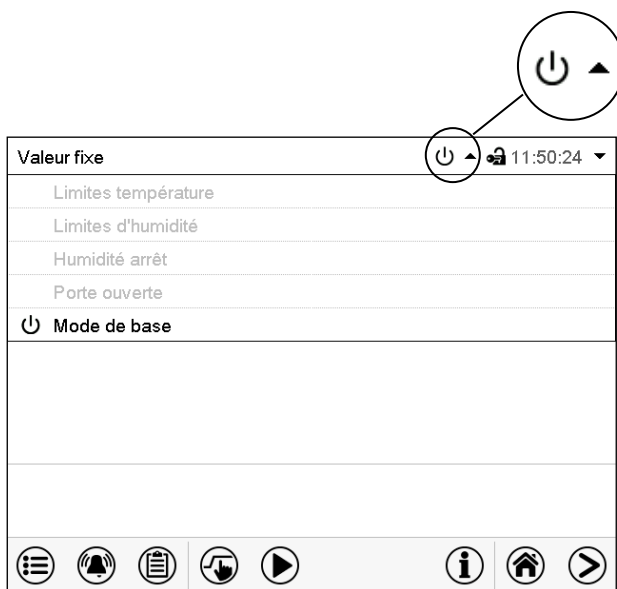 Valeur fixe
11:50:24
Limites température
Limites d'humidité
Humidité arrêt
Porte ouverte
Mode de base